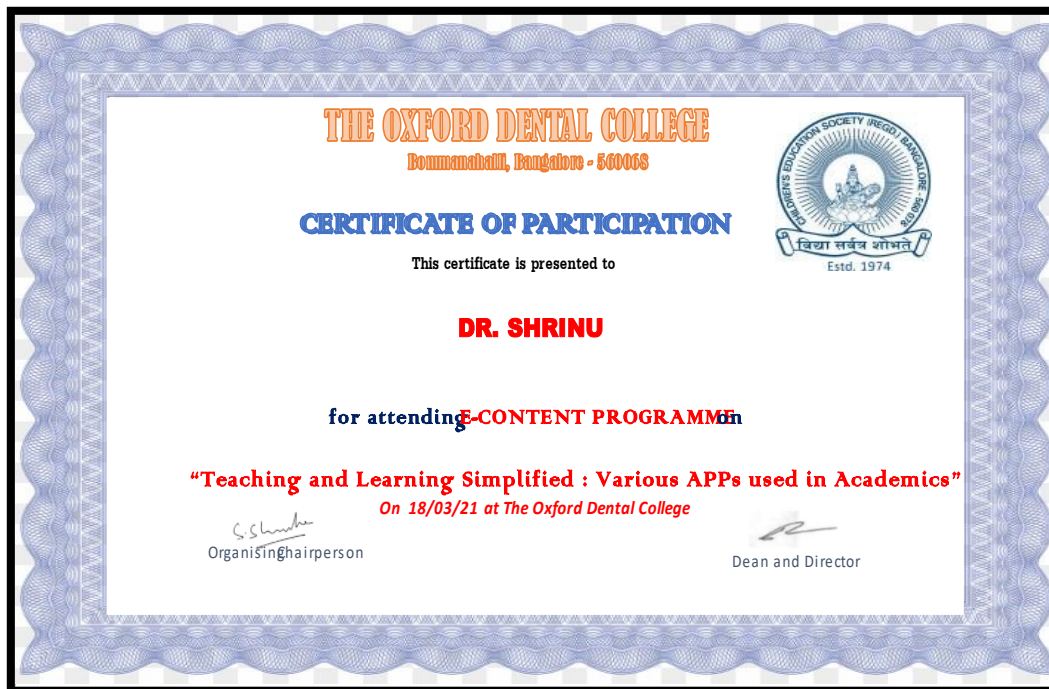 THE OXFORD DENTAL COLLEGE
Bommanahalli, Bangalore - 560068
CHILDREN'S EDUCATION SOCIETY (REGD.) BANGALORE - 560 078
विद्या सर्वत्र शोभते
Estd. 1974
CERTIFICATE OF PARTICIPATION
This certificate is presented to
DR. SHRINU
for attending E-CONTENT PROGRAMME on
“Teaching and Learning Simplified : Various APPs used in Academics”
On 18/03/21 at The Oxford Dental College
Organising Chairperson
Dean and Director